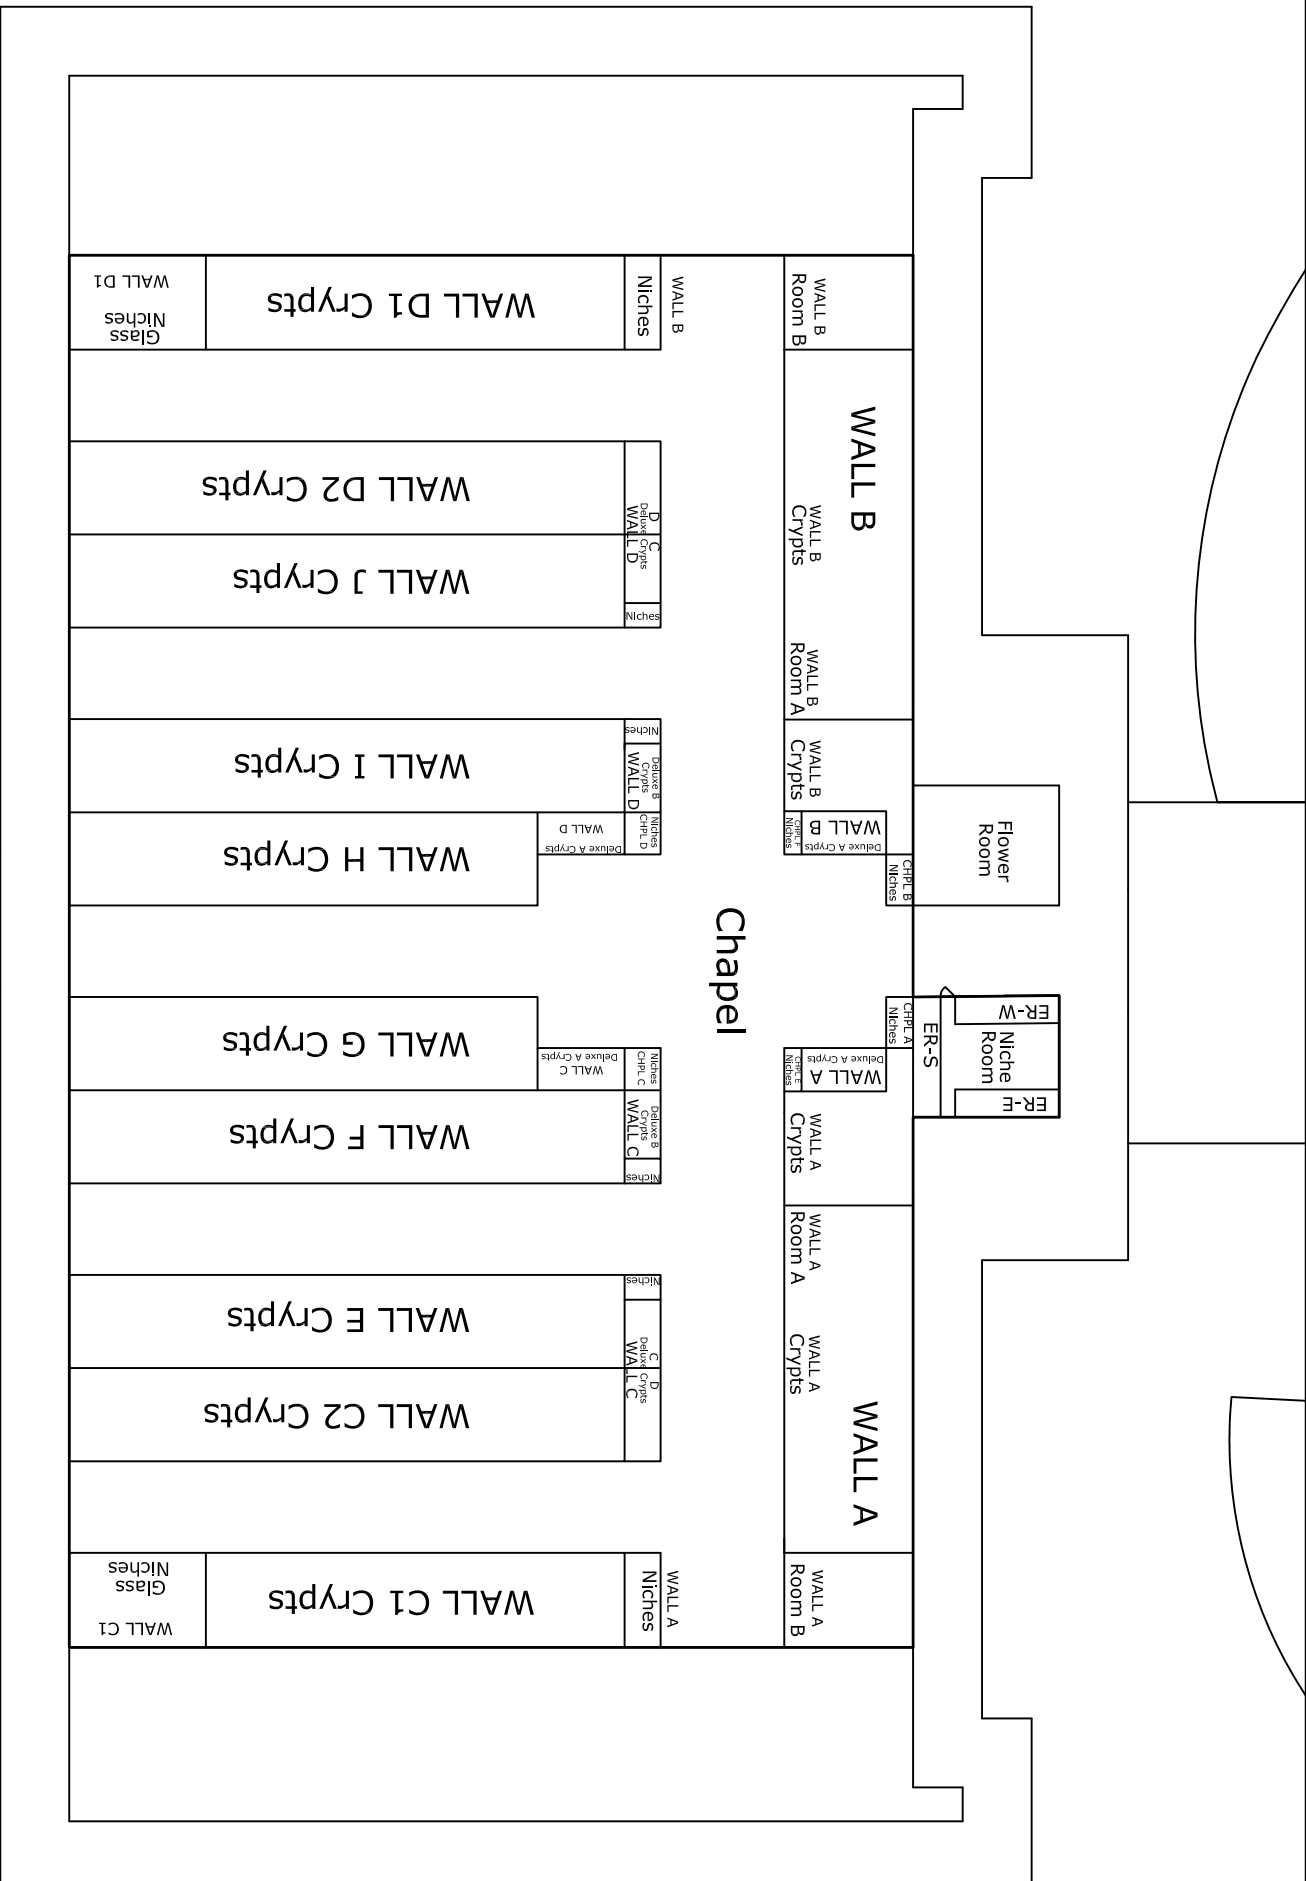 WALL D1
Glass
Niches
WALL D1 Crypts
Niches
WALL B
WALL B
Room B
WALL D2 Crypts
D
C
Deluxe Crypts
WALL D
WALL B
WALL B
Crypts
WALL J Crypts
NIches
WALL B
Room A
WALL I Crypts
NIches
Deluxe B
Crypts
WALL D
WALL B
Crypts
WALL H Crypts
Deluxe A Crypts
WALL D
NIches
CHPL D
CHPL F
Niches
Deluxe A Crypts
WALL B
CHPL B
NIches
Flower
Room
Chapel
WALL G Crypts
WALL C
Deluxe A Crypts
NIches
CHPL C
CHPL E
Niches
WALL A
Deluxe A Crypts
CHPL A
NIches
ER-S
ER-W
Niche
Room
ER-E
WALL F Crypts
Deluxe B
Crypts
WALL C
Niches
WALL A
Crypts
WALL A
Room A
WALL E Crypts
Niches
C
D
Deluxe Crypts
WALL C
WALL A
Crypts
WALL C2 Crypts
WALL A
WALL C1
Glass
Niches
WALL C1 Crypts
Niches
WALL A
WALL A
Room B